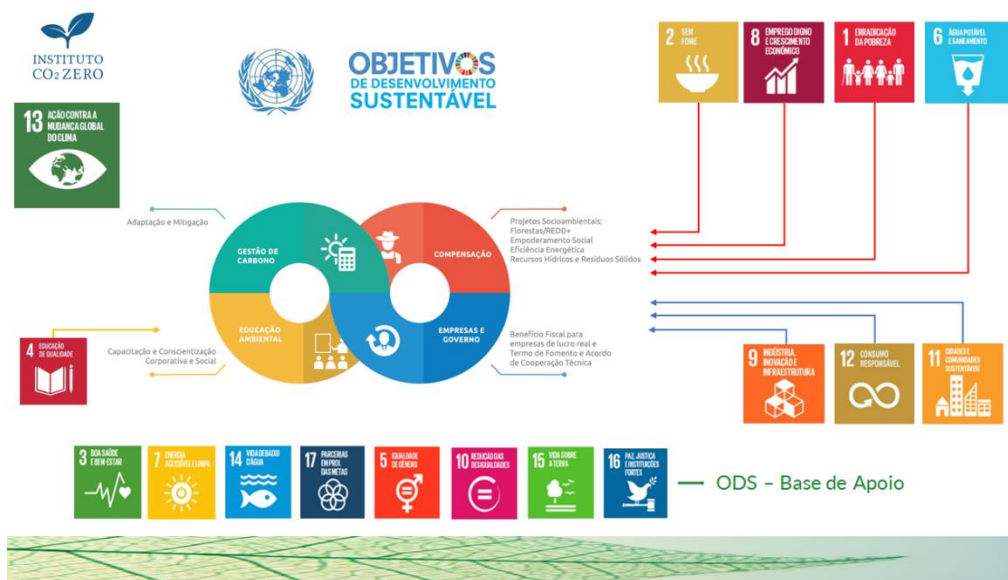 INSTITUTO
CO2 ZERO
OBJETIVOS
DE DESENVOLVIMENTO
SUSTENTÁVEL
2 SEM
FOME
8 EMPREGO DIGNO
E CRESCIMENTO
ECONÔMICO
1 ERRADICAÇÃO
DA POBREZA
6 ÁGUA POTÁVEL
E SANEAMENTO
13 AÇÃO CONTRA A
MUDANÇA GLOBAL
DO CLIMA
Adaptação e Mitigação
GESTÃO DE
CARBONO
COMPENSAÇÃO
Projetos Socioambientais:
Florestas/REDD+
Empoderamento Social
Eficiência Energética
Recursos Hídricos e Resíduos Sólidos
EDUCAÇÃO
AMBIENTAL
EMPRESAS E
GOVERNO
Benefício Fiscal para
empresas de lucro real e
Termo de Fomento e Acordo
de Cooperação Técnica
4 EDUCAÇÃO
DE QUALIDADE
Capacitação e Conscientização
Corporativa e Social
9 INDÚSTRIA,
INOVAÇÃO E
INFRAESTRUTURA
12 CONSUMO
RESPONSÁVEL
11 CIDADES E
COMUNIDADES
SUSTENTÁVEIS
3 BOA SAÚDE
E BEM-ESTAR
7 ENERGIA
ACESSÍVEL E LIMPA
14 VIDA DEBAIXO
D'ÁGUA
17 PARCERIAS
EM PROL
DAS METAS
5 IGUALDADE
DE GÊNERO
10 REDUÇÃO DAS
DESIGUALDADES
15 VIDA SOBRE
A TERRA
16 PAZ, JUSTIÇA
E INSTITUIÇÕES
FORTES
ODS – Base de Apoio